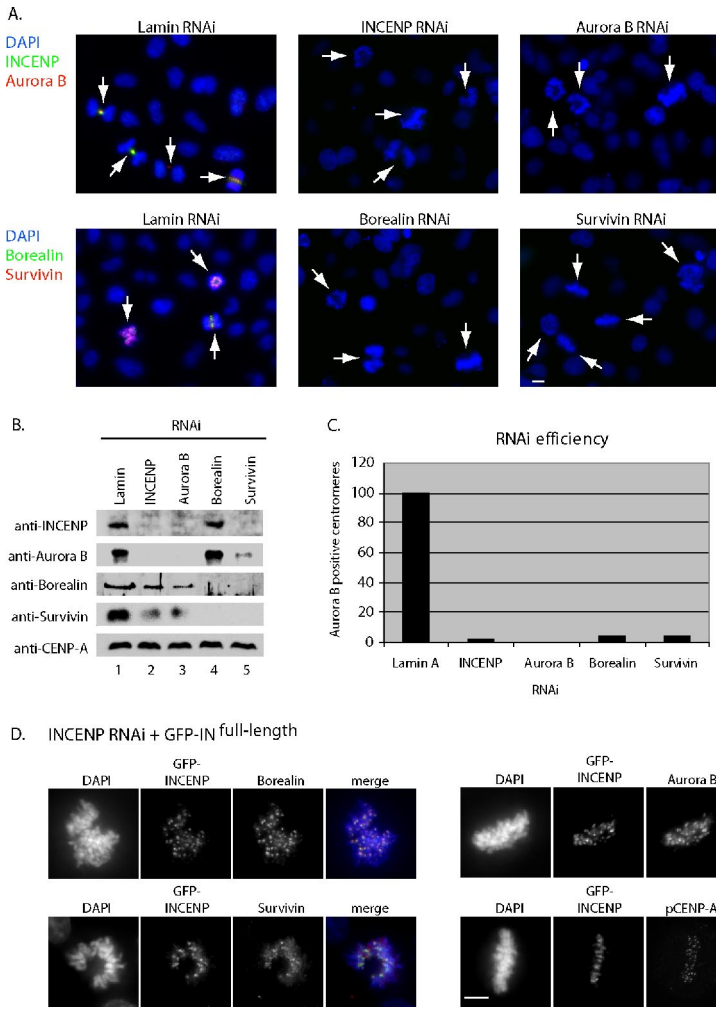 A.
Lamin RNAi
INCENP RNAi
Aurora B RNAi
DAPI
INCENP
Aurora B
Lamin RNAi
Borealin RNAi
Survivin RNAi
DAPI
Borealin
Survivin
B.
RNAi
Lamin
INCENP
Aurora B
Borealin
Survivin
anti-INCENP
anti-Aurora B
anti-Borealin
anti-Survivin
anti-CENP-A
1 2 3 4 5
C.
RNAi efficiency
Aurora B positive centromeres
120
100
80
60
40
20
0
Lamin A INCENP Aurora B Borealin Survivin
RNAi
D. INCENP RNAi + GFP-IN full-length
DAPI GFP-INCENP Borealin merge
DAPI GFP-INCENP Aurora B
DAPI GFP-INCENP Survivin merge
DAPI GFP-INCENP pCENP-A